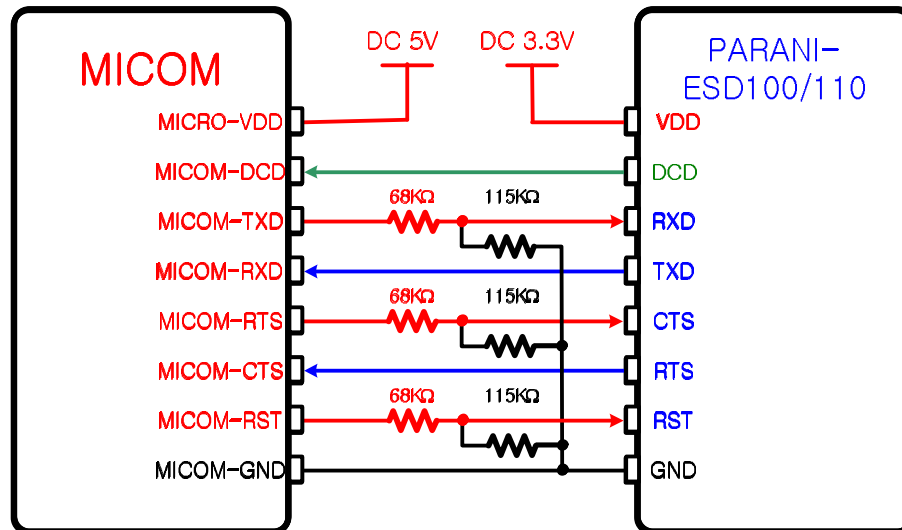 DC 5V
DC 3.3V
MICOM
PARANI-
ESD100/110
MICRO-VDD
VDD
MICOM-DCD
DCD
68KΩ
115KΩ
MICOM-TXD
RXD
MICOM-RXD
TXD
68KΩ
115KΩ
MICOM-RTS
CTS
MICOM-CTS
RTS
68KΩ
115KΩ
MICOM-RST
RST
MICOM-GND
GND